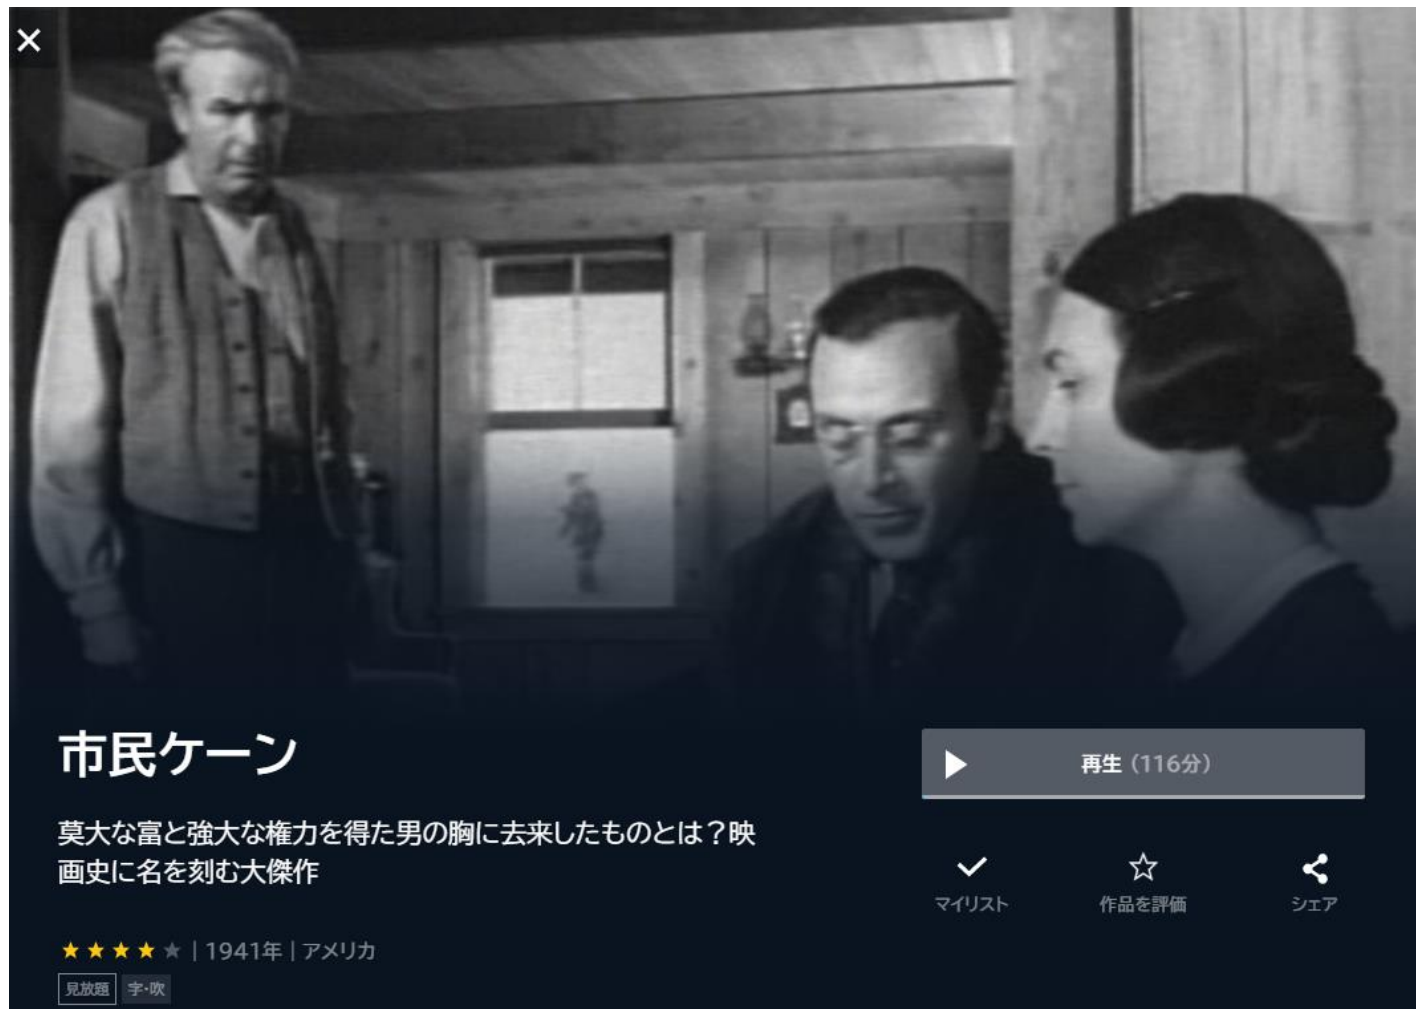 市民ケーン
再生（116分）
莫大な富と強大な権力を得た男の胸に去来したものとは？映
画史に名を刻む大傑作
マイリスト
作品を評価
シェア
| 1941年 | アメリカ
見放題 字・吹